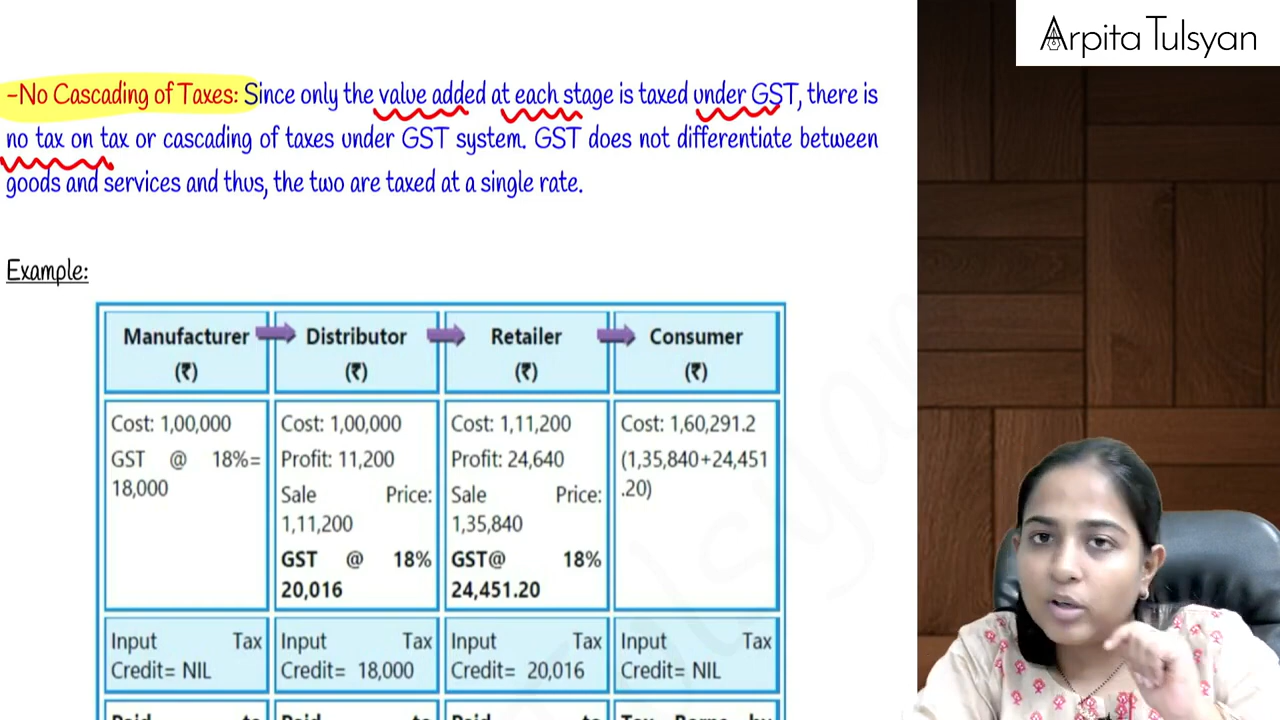 Arpita Tulsyan
-No Cascading of Taxes: Since only the value added at each stage is taxed under GST, there is
no tax on tax or cascading of taxes under GST system. GST does not differentiate between
goods and services and thus, the two are taxed at a single rate.
Example:
Manufacturer
(₹)
Distributor
(₹)
Retailer
(₹)
Consumer
(₹)
Cost: 1,00,000
GST @ 18%=
18,000
Cost: 1,00,000
Profit: 11,200
Sale Price:
1,11,200
GST @ 18%
20,016
Cost: 1,11,200
Profit: 24,640
Sale Price:
1,35,840
GST@ 18%
24,451.20
Cost: 1,60,291.2
(1,35,840+24,451
.20)
Input Tax
Credit= NIL
Input Tax
Credit= 18,000
Input Tax
Credit= 20,016
Input Tax
Credit= NIL